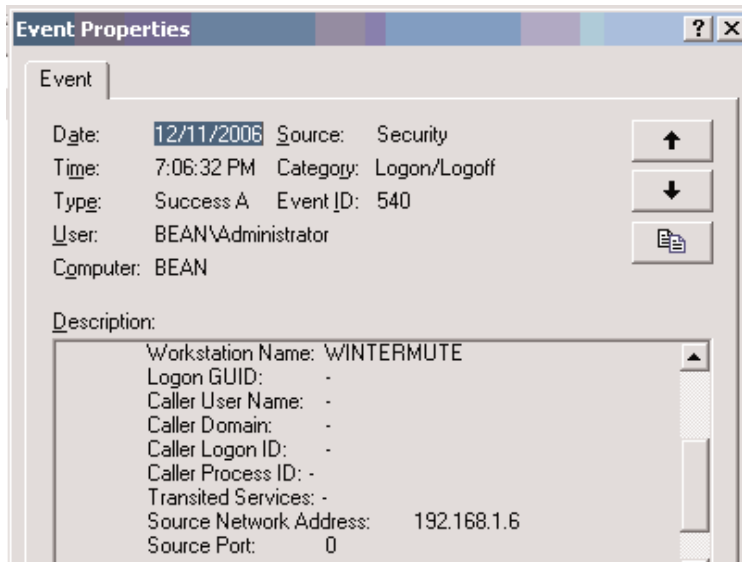 Event Properties
Event
Date: 12/11/2006 Source: Security
Time: 7:06:32 PM Category: Logon/Logoff
Type: Success A Event ID: 540
User: BEAN\Administrator
Computer: BEAN
Description:
Workstation Name: WINTERMUTE
Logon GUID: -
Caller User Name: -
Caller Domain: -
Caller Logon ID: -
Caller Process ID: -
Transited Services: -
Source Network Address: 192.168.1.6
Source Port: 0